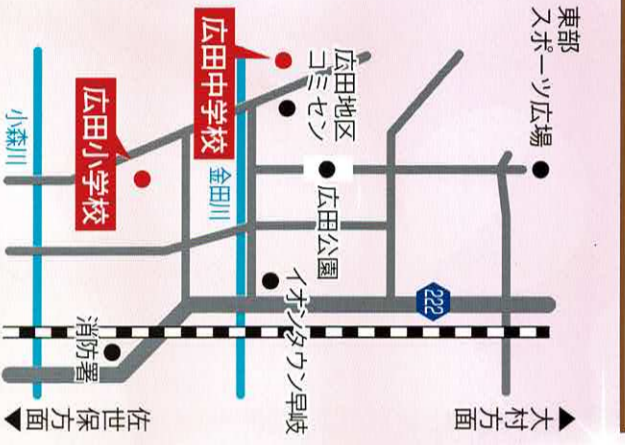 東部
スポーツ広場
広田地区
コミセン
広田中学校
広田小学校
小森川
金田川
広田公園
イオンタウン早岐
222
消防署
大村方面
佐世保方面